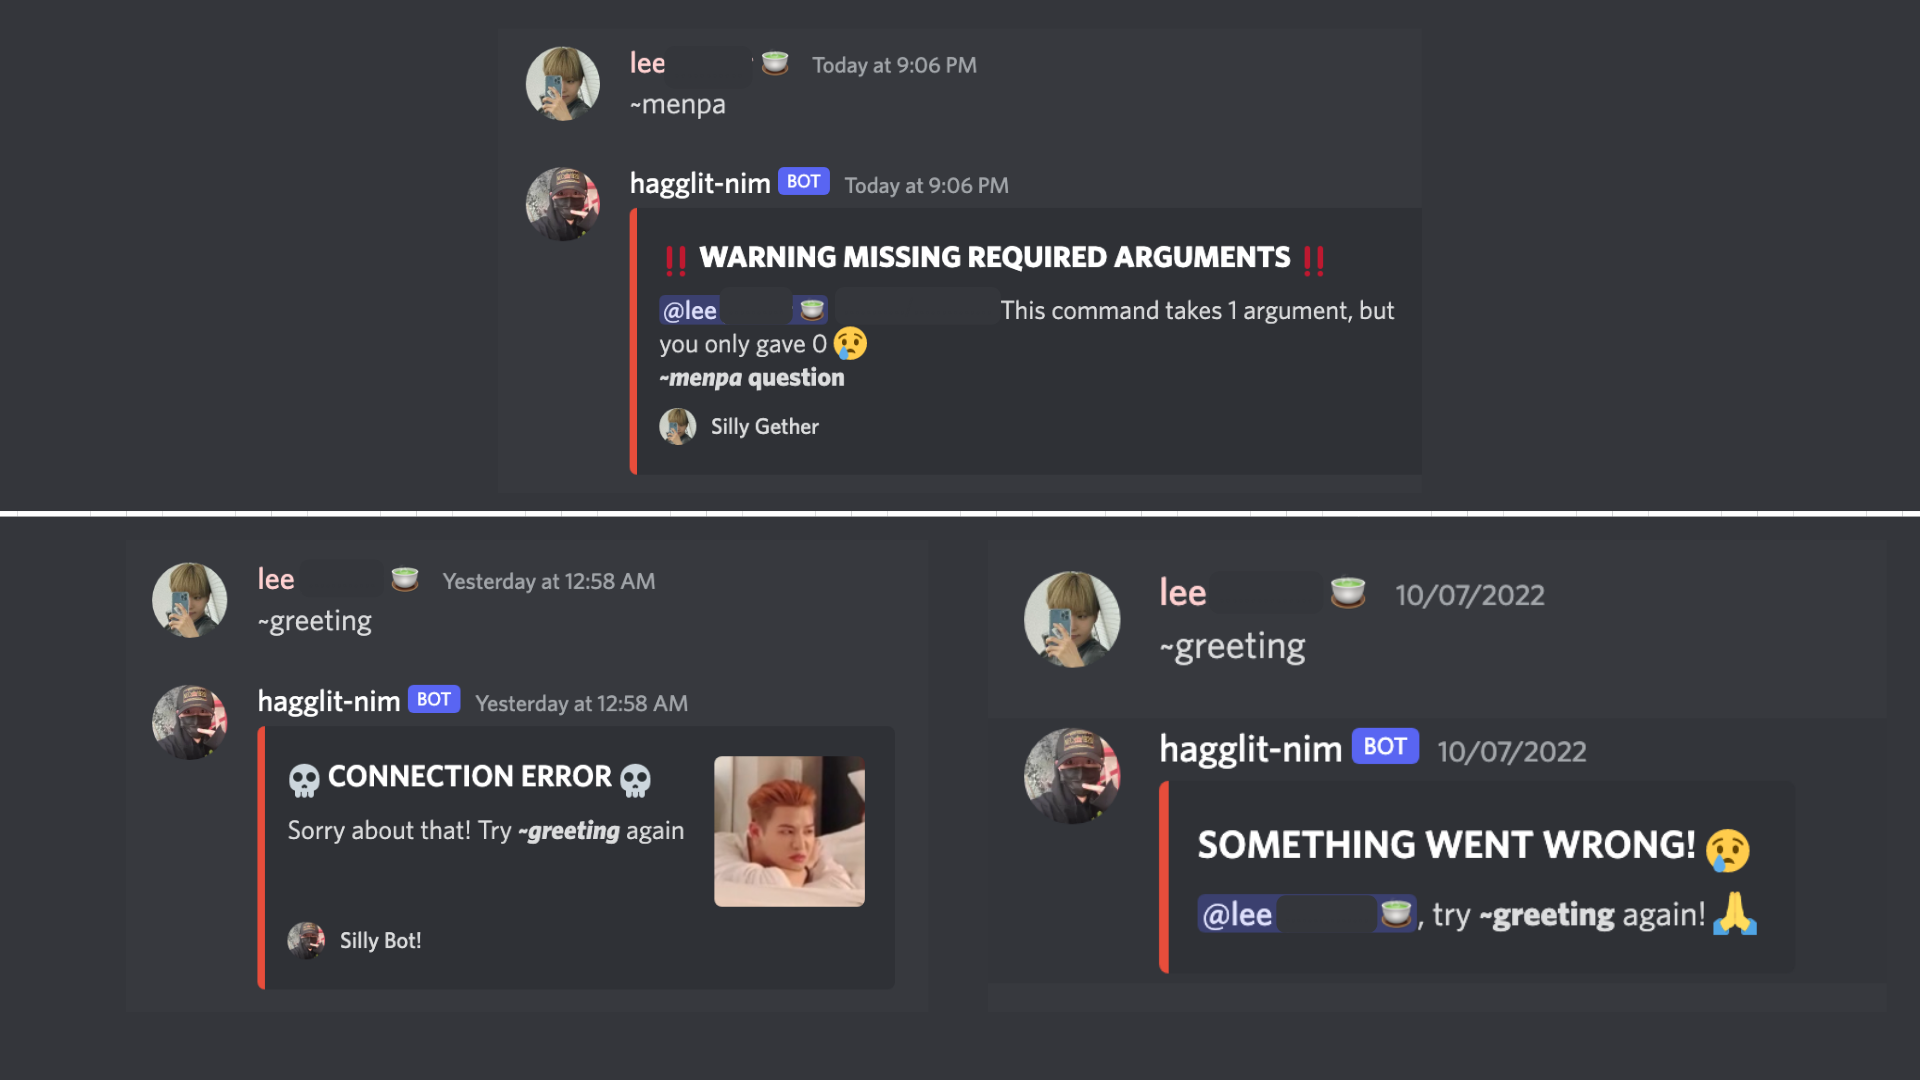 lee 🍵 Today at 9:06 PM
~menpa
hagglit-nim BOT Today at 9:06 PM
‼️ WARNING MISSING REQUIRED ARGUMENTS ‼️
@lee 🍵 This command takes 1 argument, but
you only gave 0 😢
~menpa question
Silly Gether
lee 🍵 Yesterday at 12:58 AM
~greeting
hagglit-nim BOT Yesterday at 12:58 AM
💀 CONNECTION ERROR 💀
Sorry about that! Try ~greeting again
Silly Bot!
lee 🍵 10/07/2022
~greeting
hagglit-nim BOT 10/07/2022
SOMETHING WENT WRONG! 😢
@lee 🍵, try ~greeting again! 🙏